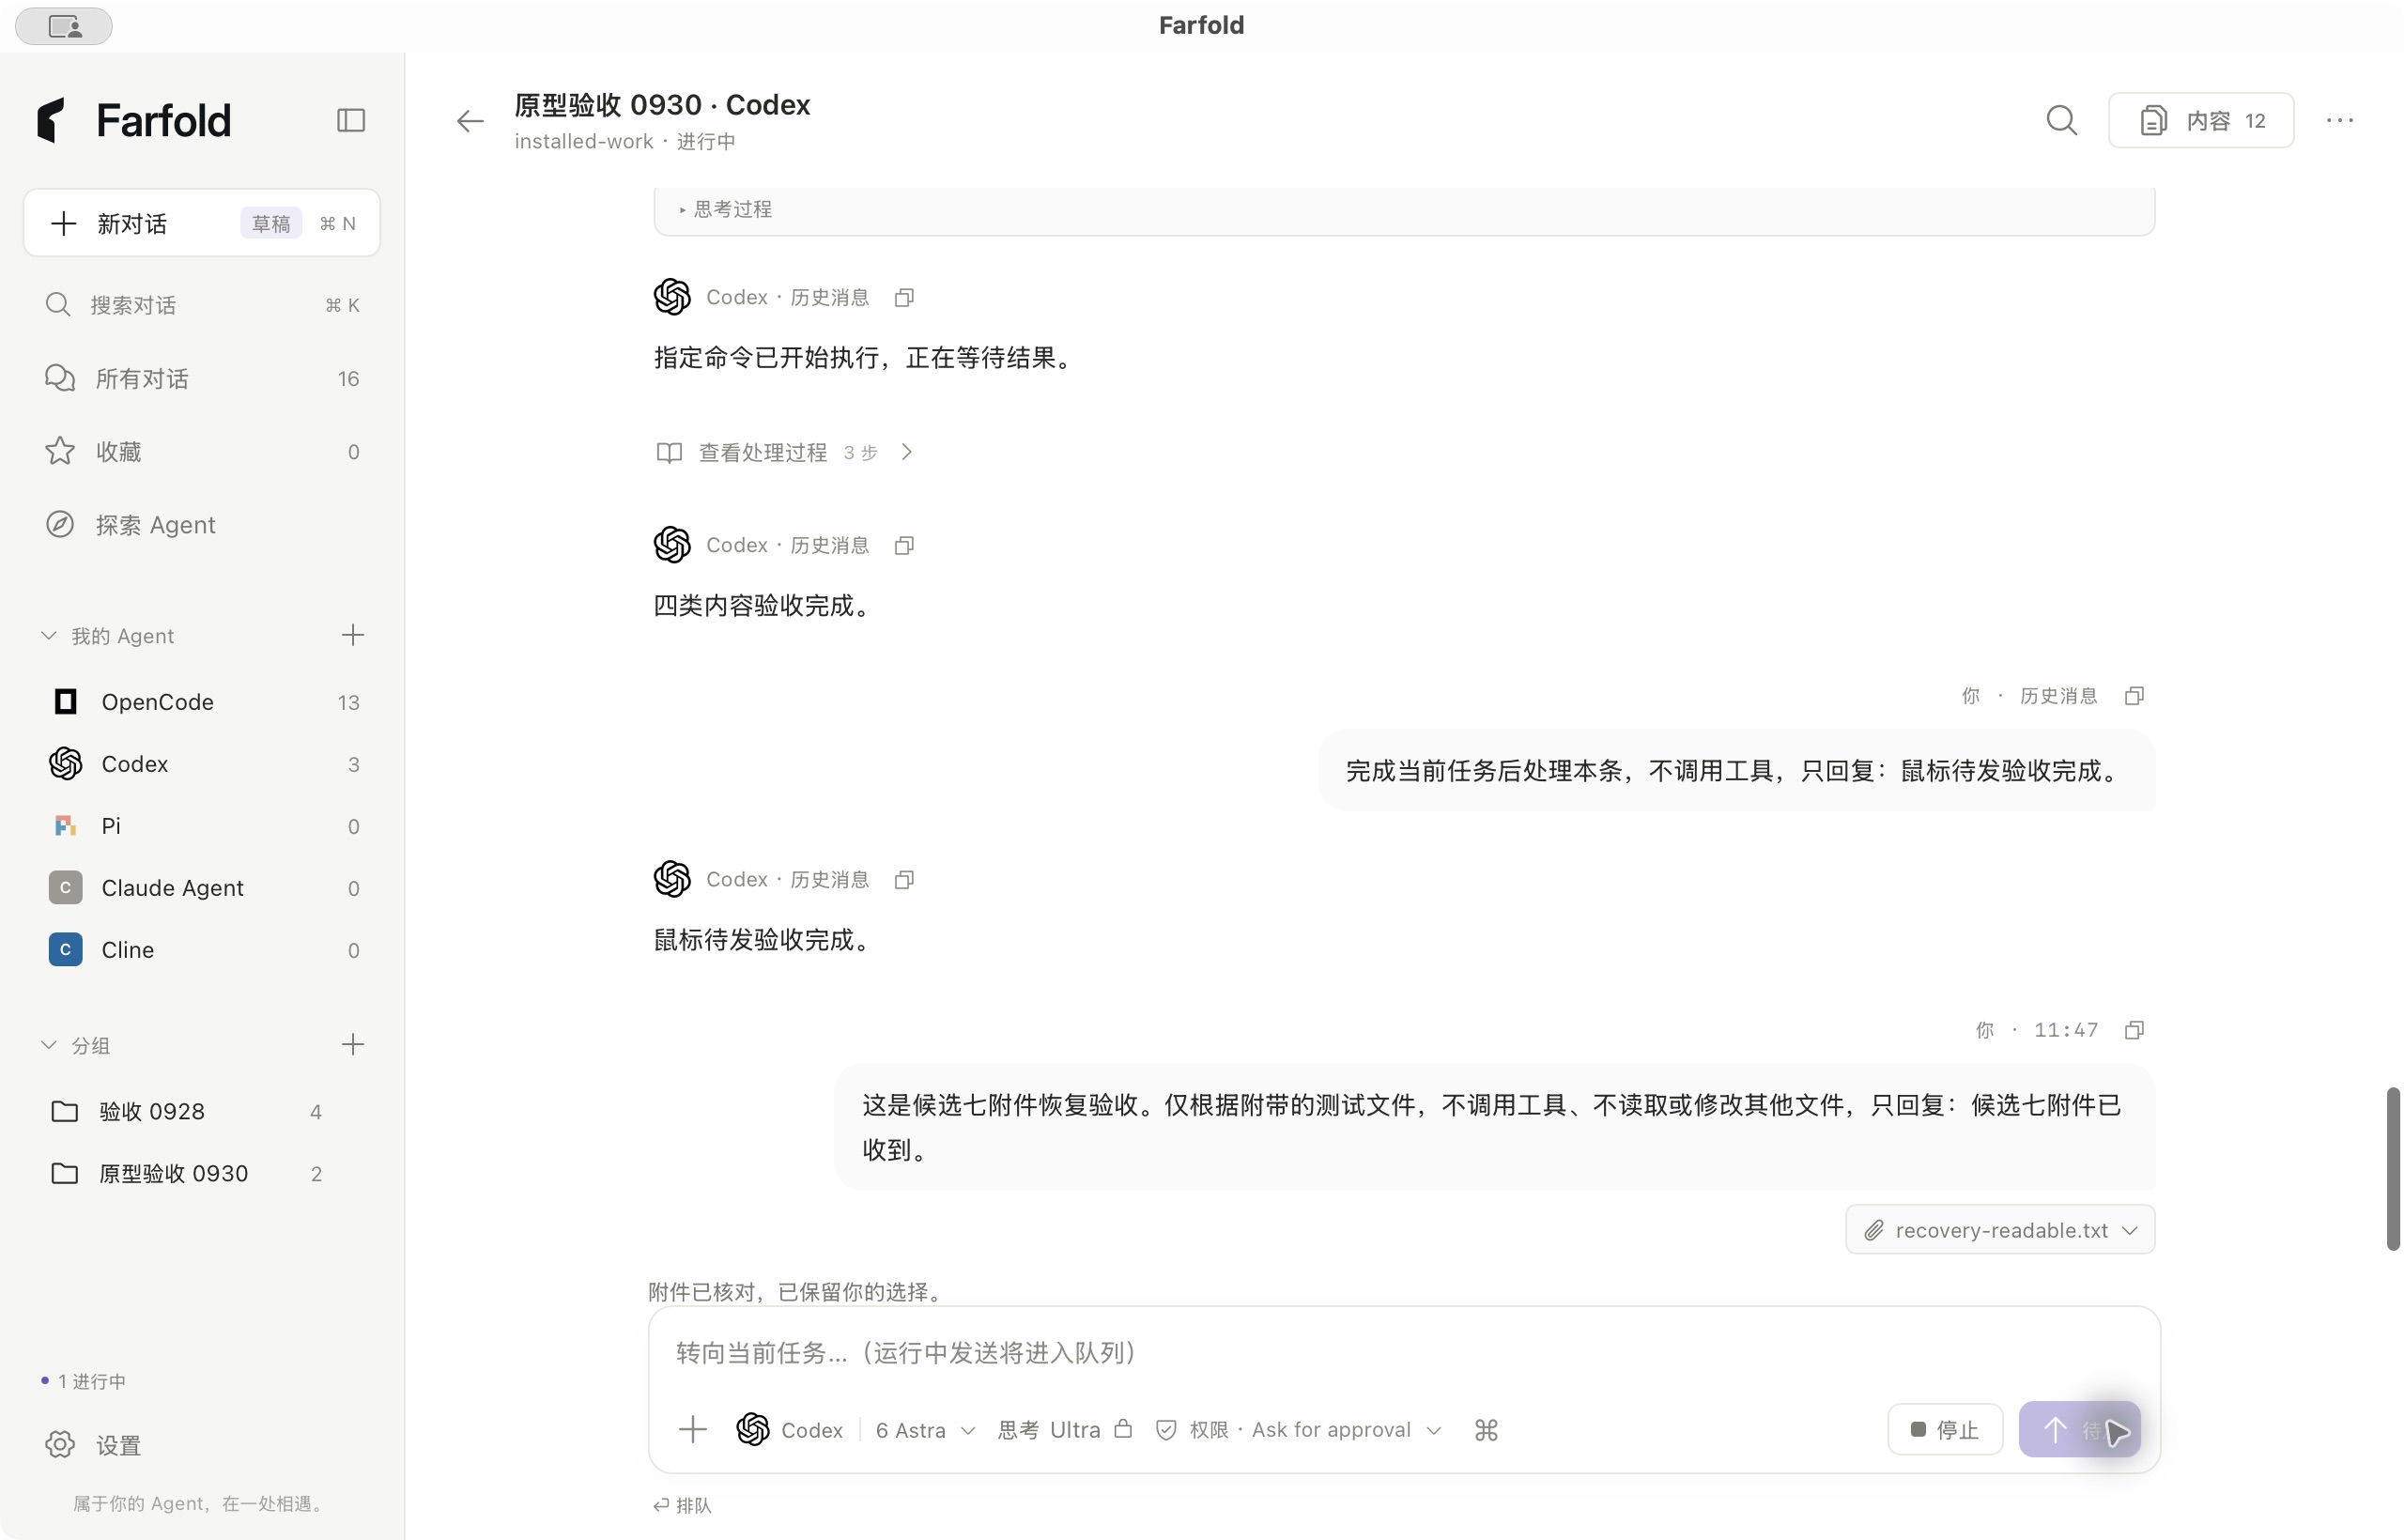 Farfold
Farfold
新对话 草稿 ⌘ N
搜索对话 ⌘ K
所有对话 16
收藏 0
探索 Agent
我的 Agent
OpenCode 13
Codex 3
Pi 0
C Claude Agent 0
C Cline 0
分组
验收 0928 4
原型验收 0930 2
1 进行中
设置
属于你的 Agent，在一处相遇。
原型验收 0930 · Codex
installed-work · 进行中
内容 12
思考过程
Codex · 历史消息
指定命令已开始执行，正在等待结果。
查看处理过程 3 步
Codex · 历史消息
四类内容验收完成。
你 · 历史消息
完成当前任务后处理本条，不调用工具，只回复：鼠标待发验收完成。
Codex · 历史消息
鼠标待发验收完成。
你 · 11:47
这是候选七附件恢复验收。仅根据附带的测试文件，不调用工具、不读取或修改其他文件，只回复：候选七附件已
收到。
recovery-readable.txt
附件已核对，已保留你的选择。
转向当前任务...（运行中发送将进入队列）
Codex 6 Astra 思考 Ultra 权限 · Ask for approval ⌘ 停止 待
排队